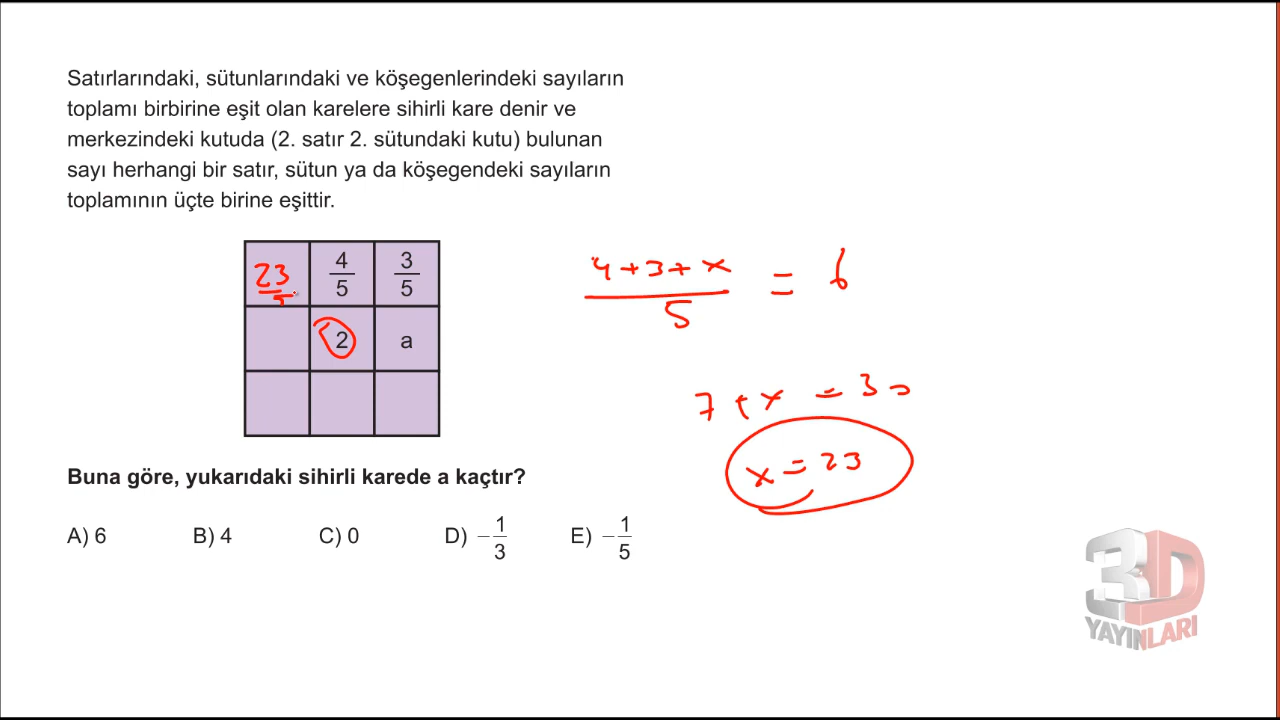 Satırlarındaki, sütunlarındaki ve köşegenlerindeki sayıların
toplamı birbirine eşit olan karelere sihirli kare denir ve
merkezindeki kutuda (2. satır 2. sütundaki kutu) bulunan
sayı herhangi bir satır, sütun ya da köşegendeki sayıların
toplamının üçte birine eşittir.
23/5 4/5 3/5
2 a
(4+3+x)/5 = 6
7+x = 30
x = 23
Buna göre, yukarıdaki sihirli karede a kaçtır?
A) 6 B) 4 C) 0 D) −1/3 E) −1/5
3D
YAYINLARI